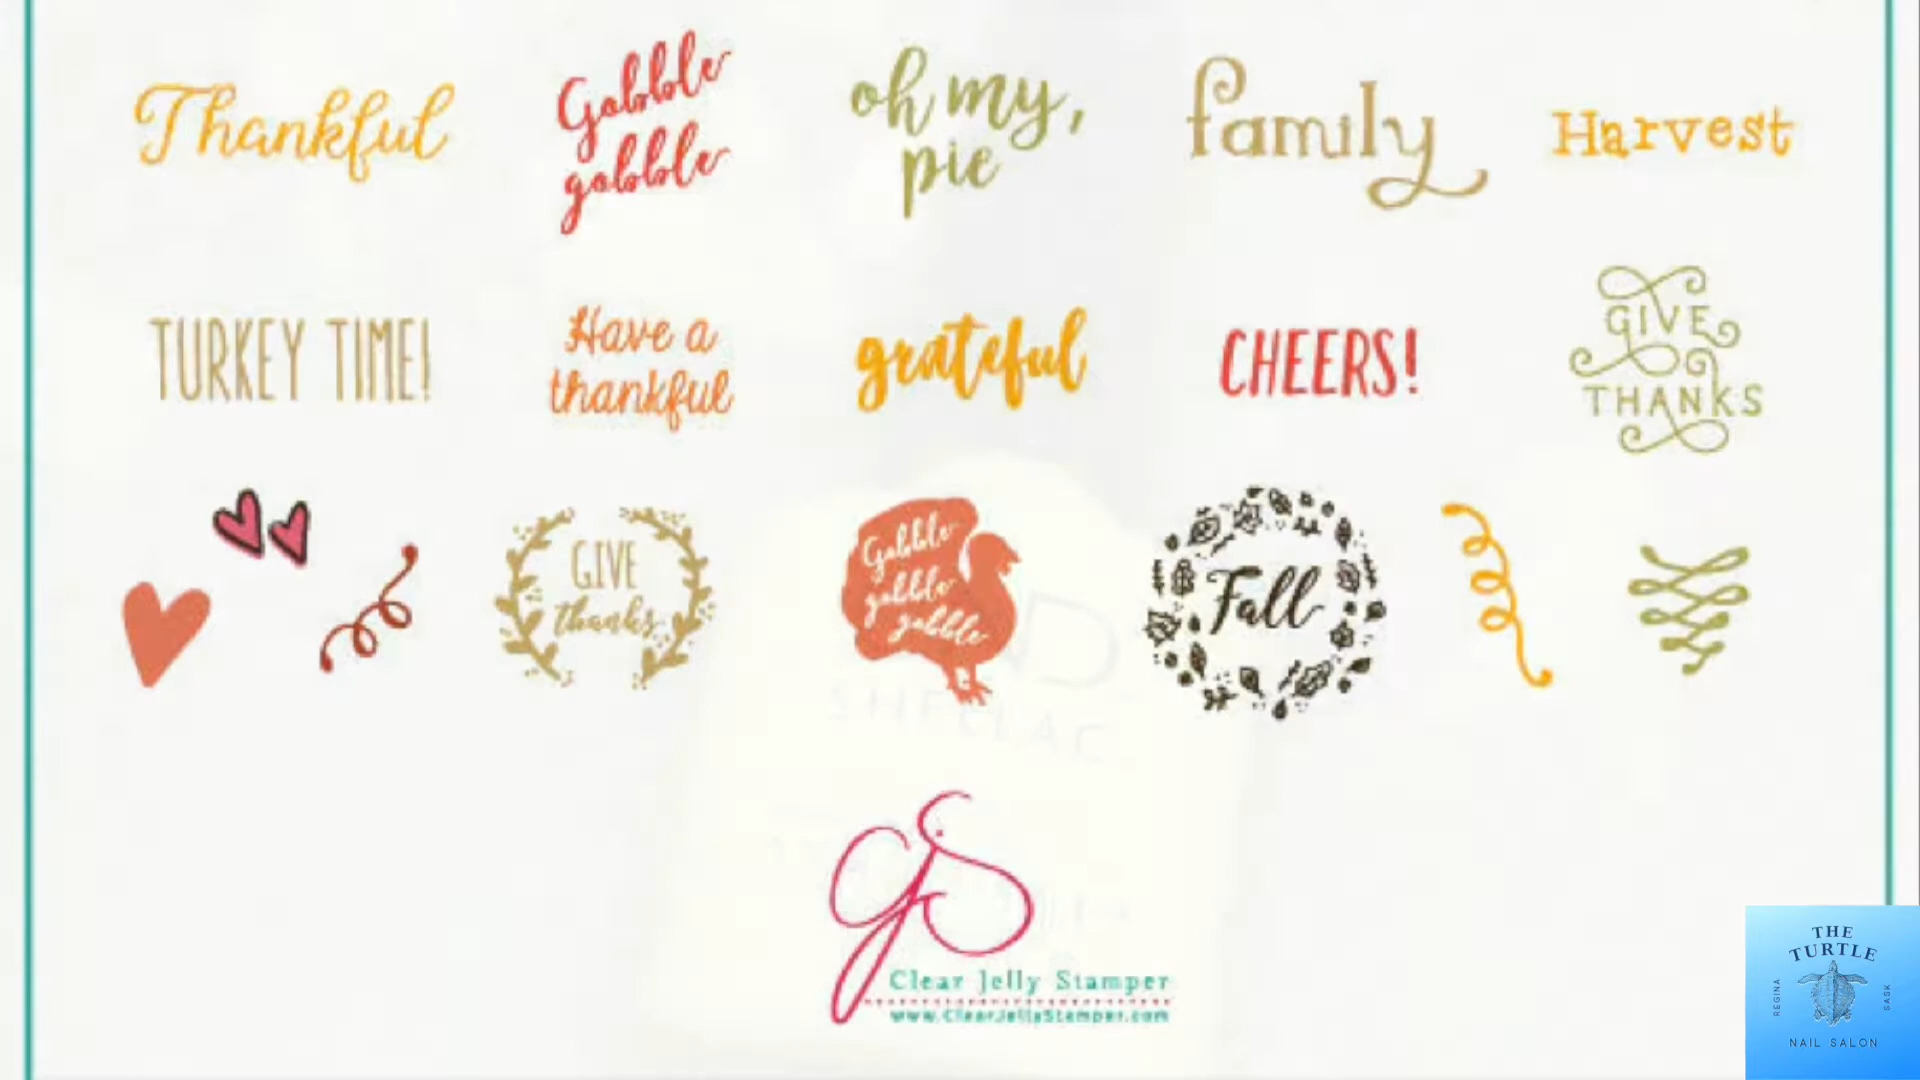 Thankful
Gobble
gobble
oh my,
pie
family
Harvest
TURKEY TIME!
Have a
thankful
grateful
CHEERS!
GIVE
THANKS
GIVE
thanks
Gobble
gobble
gobble
Fall
SHELLAC
Clear Jelly Stamper
www.ClearJellyStamper.com
THE
TURTLE
REGINA
SASK
NAIL SALON